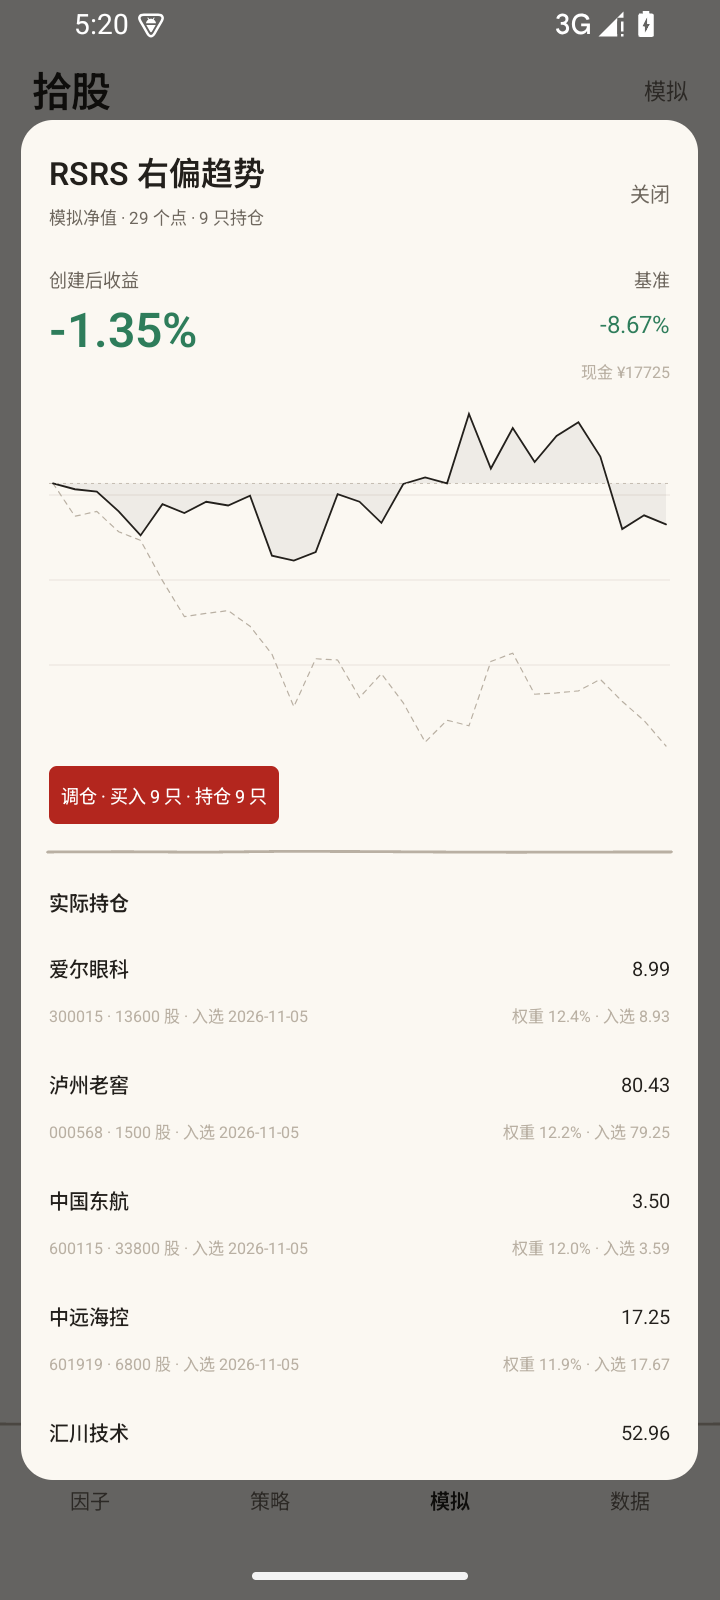 5:20
3G
拾股
模拟
RSRS 右偏趋势
关闭
模拟净值 · 29 个点 · 9 只持仓
创建后收益
基准
-1.35%
-8.67%
现金 ¥17725
调仓 · 买入 9 只 · 持仓 9 只
实际持仓
爱尔眼科
8.99
300015 · 13600 股 · 入选 2026-11-05
权重 12.4% · 入选 8.93
泸州老窖
80.43
000568 · 1500 股 · 入选 2026-11-05
权重 12.2% · 入选 79.25
中国东航
3.50
600115 · 33800 股 · 入选 2026-11-05
权重 12.0% · 入选 3.59
中远海控
17.25
601919 · 6800 股 · 入选 2026-11-05
权重 11.9% · 入选 17.67
汇川技术
52.96
因子
策略
模拟
数据